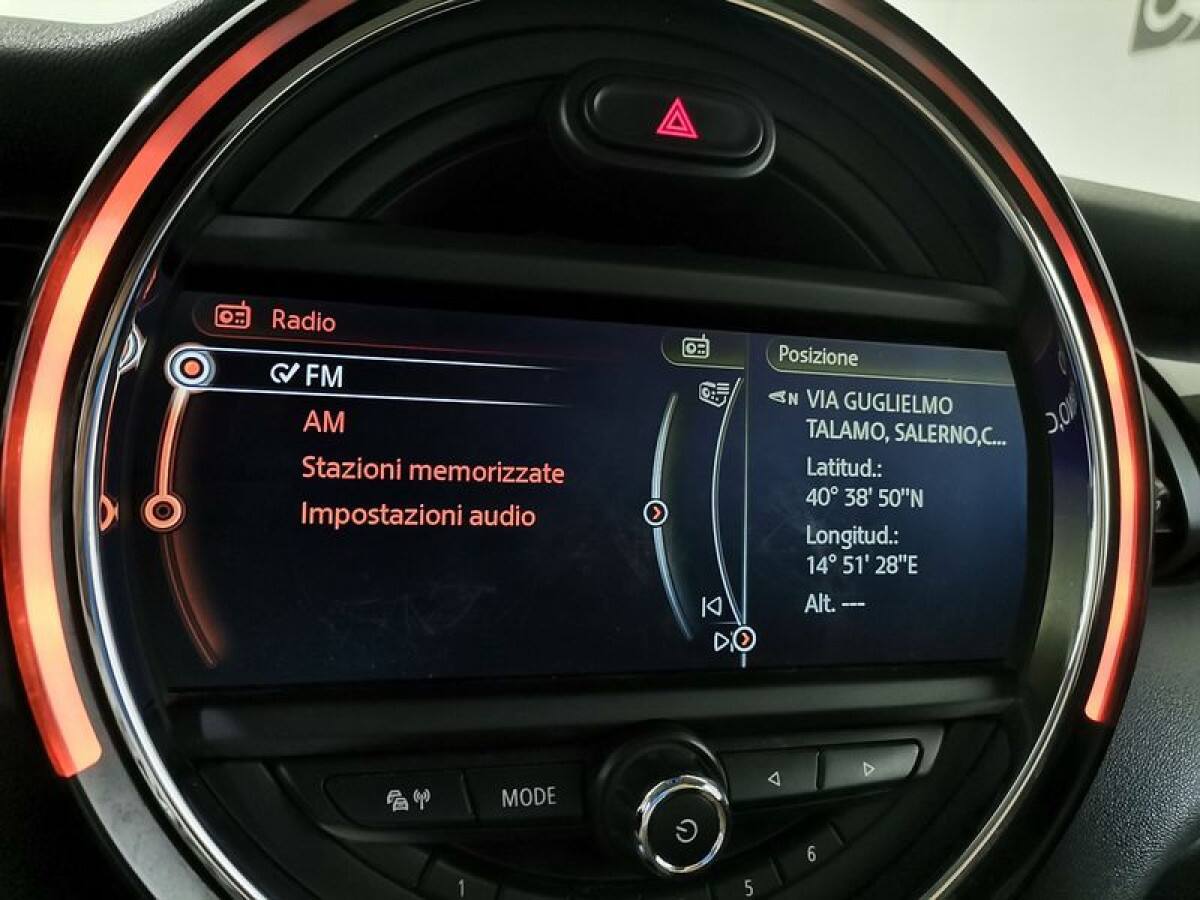 Radio
FM
AM
Stazioni memorizzate
Impostazioni audio
Posizione
N VIA GUGLIELMO
TALAMO, SALERNO,C...
Latitud.:
40° 38' 50"N
Longitud.:
14° 51' 28"E
Alt. ---
MODE
1
5
6